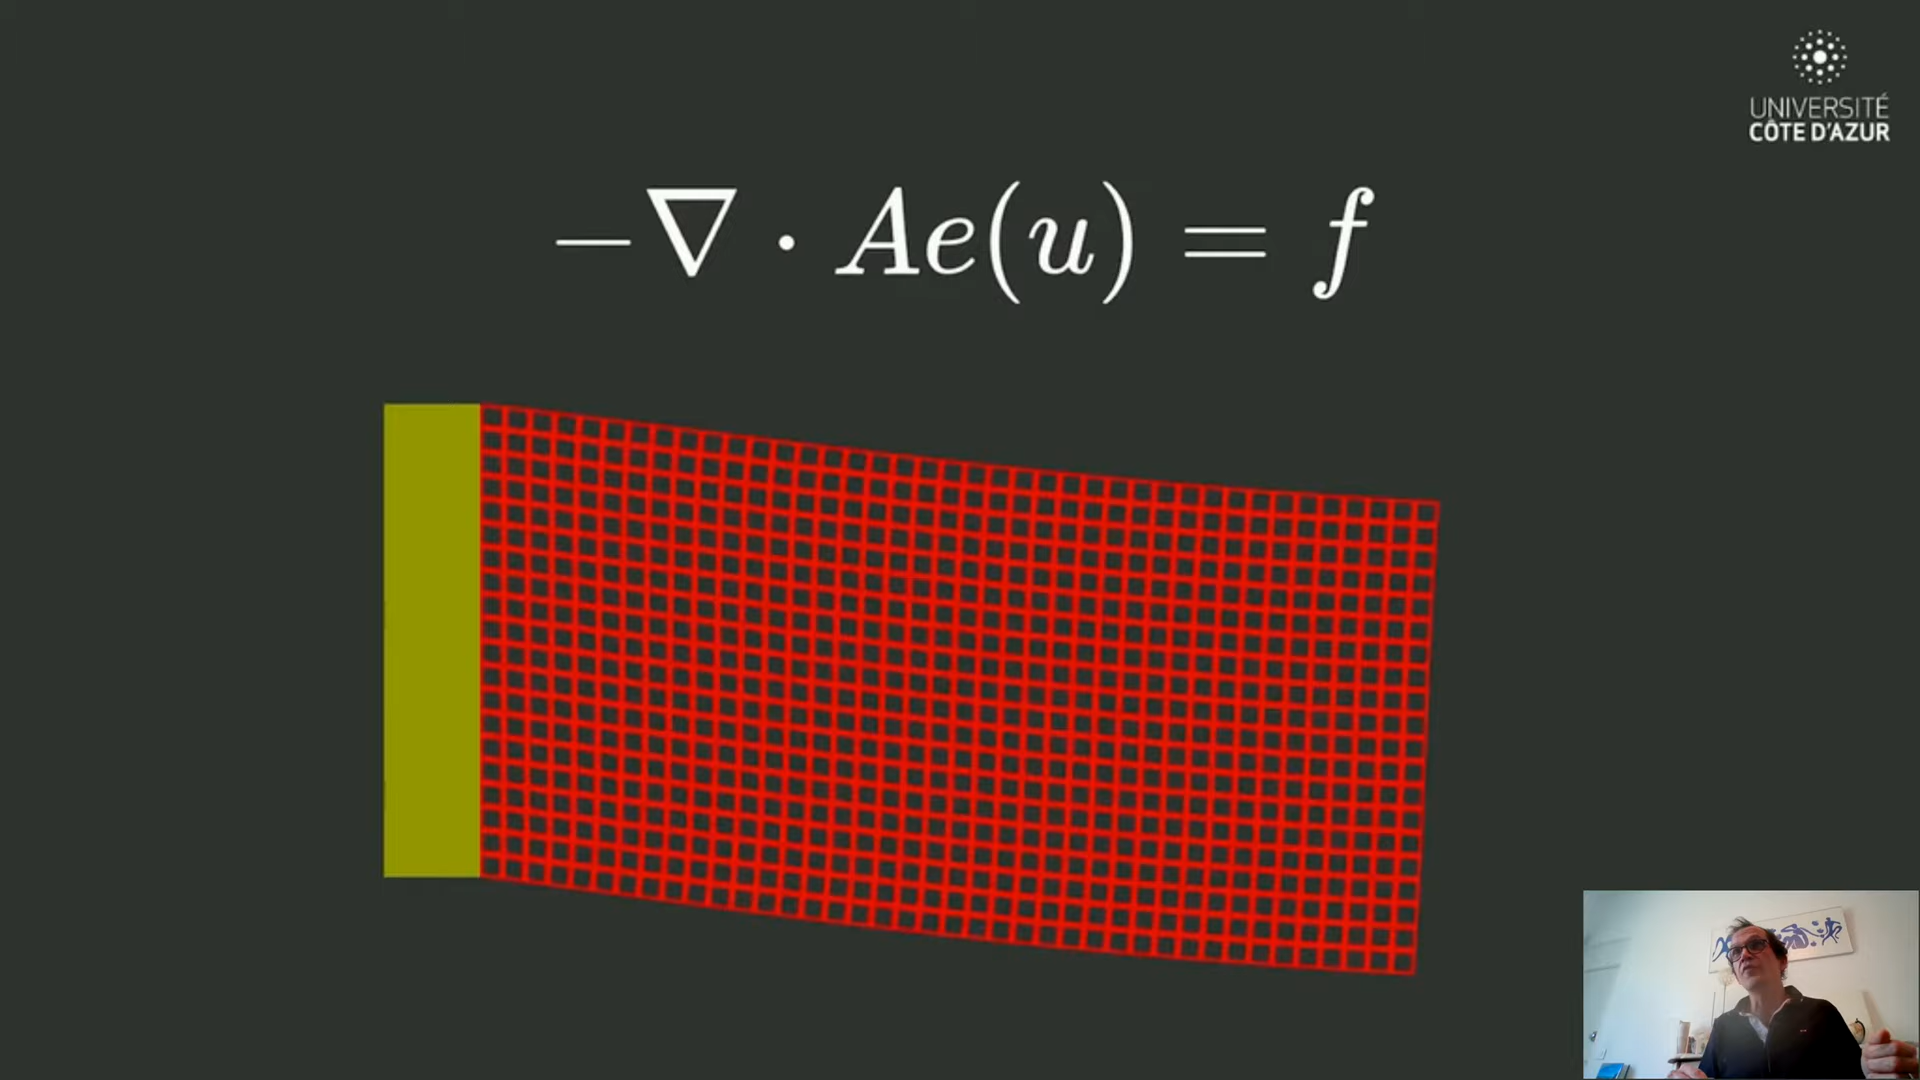 UNIVERSITÉ
CÔTE D'AZUR
−∇ · Ae(u) = f